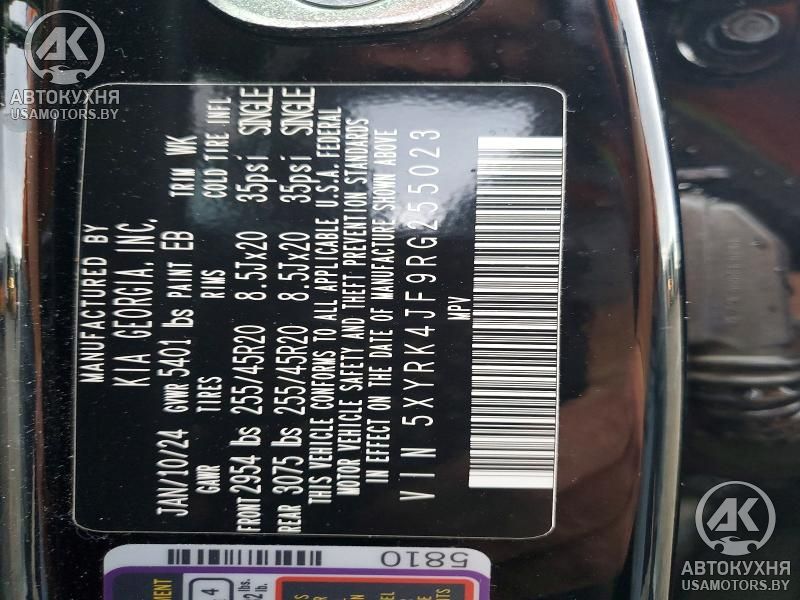 MANUFACTURED BY
KIA GEORGIA, INC.
JAN/10/24 GVWR 5401 lbs PAINT EB TRIM WK
GAWR TIRES RIMS COLD TIRE INFL
FRONT 2954 lbs 255/45R20 8.5Jx20 35psi SINGLE
REAR 3075 lbs 255/45R20 8.5Jx20 35psi SINGLE
THIS VEHICLE CONFORMS TO ALL APPLICABLE U.S.A. FEDERAL
MOTOR VEHICLE SAFETY AND THEFT PREVENTION STANDARDS
IN EFFECT ON THE DATE OF MANUFACTURE SHOWN ABOVE
VIN 5XYRK4JF9RG255023
MPV
5810
AK
АВТОКУХНЯ
USAMOTORS.BY
AK
АВТОКУХНЯ
USAMOTORS.BY